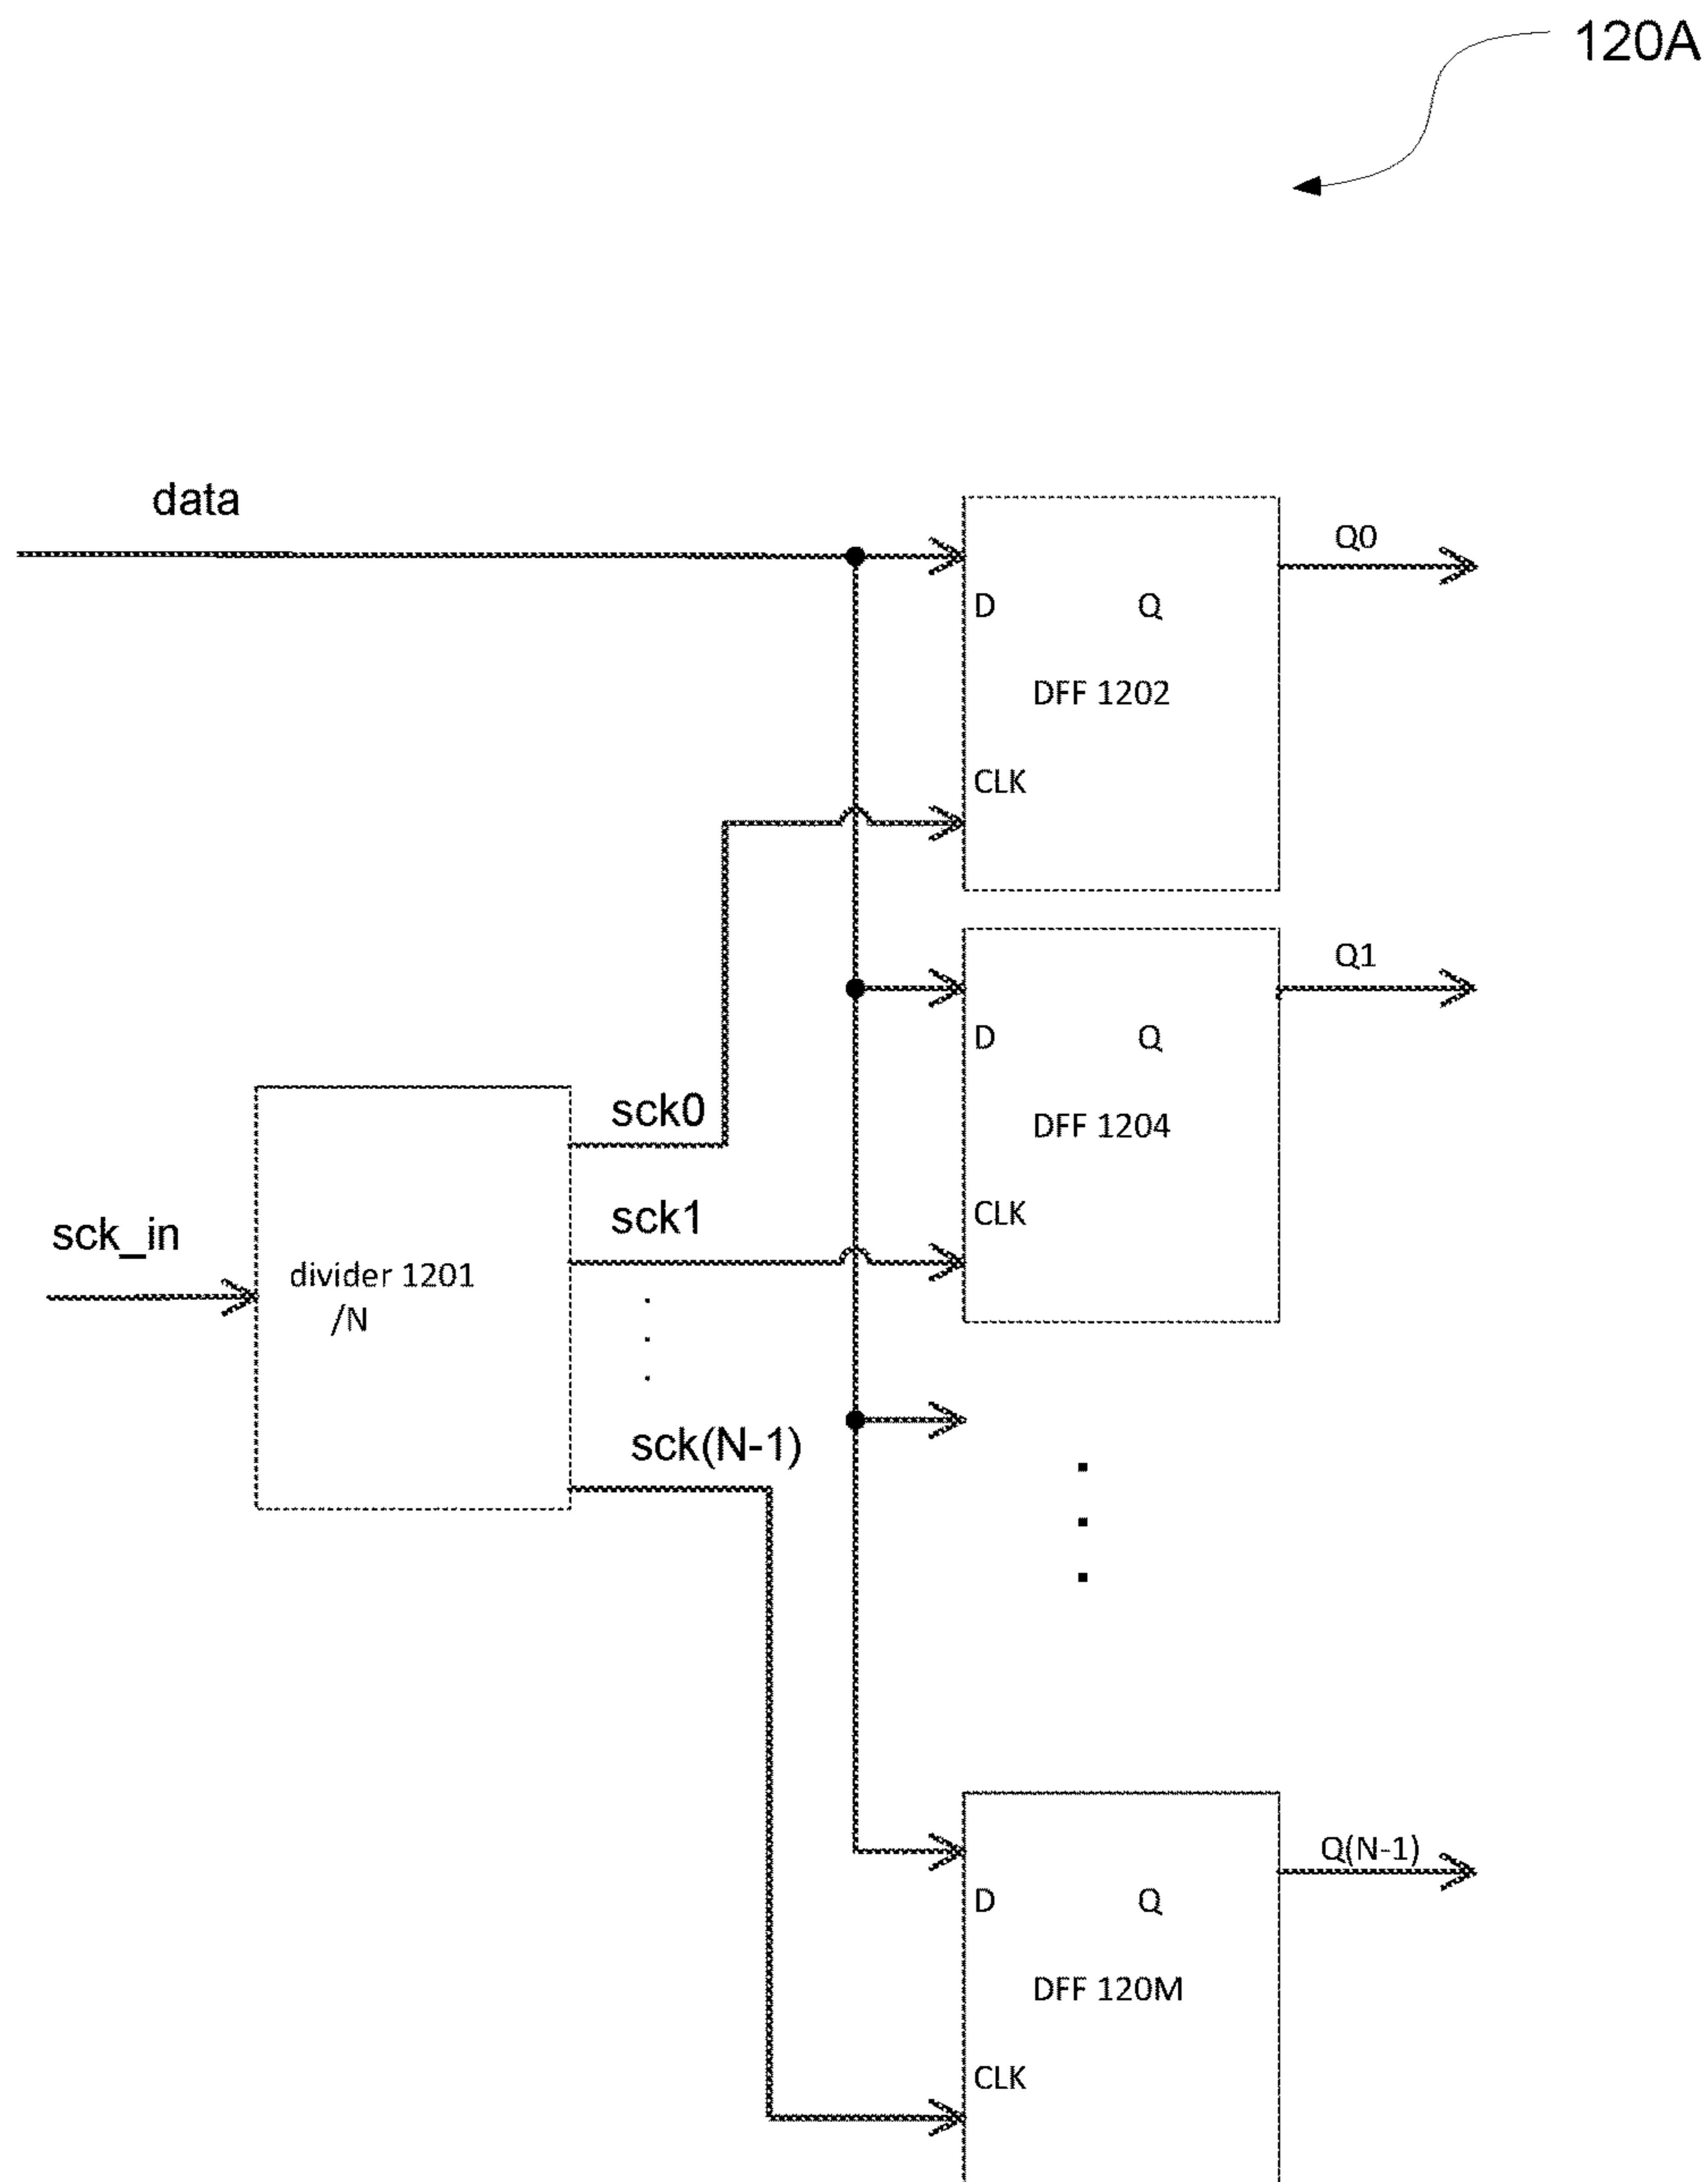 120A
data
Q0
D Q
DFF 1202
CLK
Q1
D Q
DFF 1204
CLK
sck0
sck1
sck_in
divider 1201
/N
sck(N-1)
Q(N-1)
D Q
DFF 120M
CLK